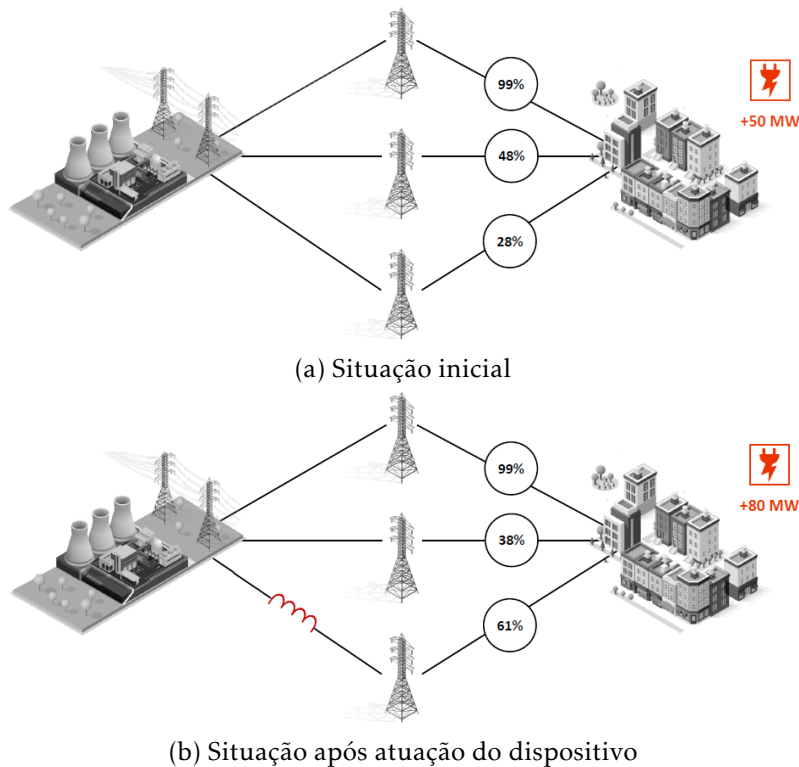 99%
48%
+50 MW
28%
(a) Situação inicial
99%
38%
+80 MW
61%
(b) Situação após atuação do dispositivo